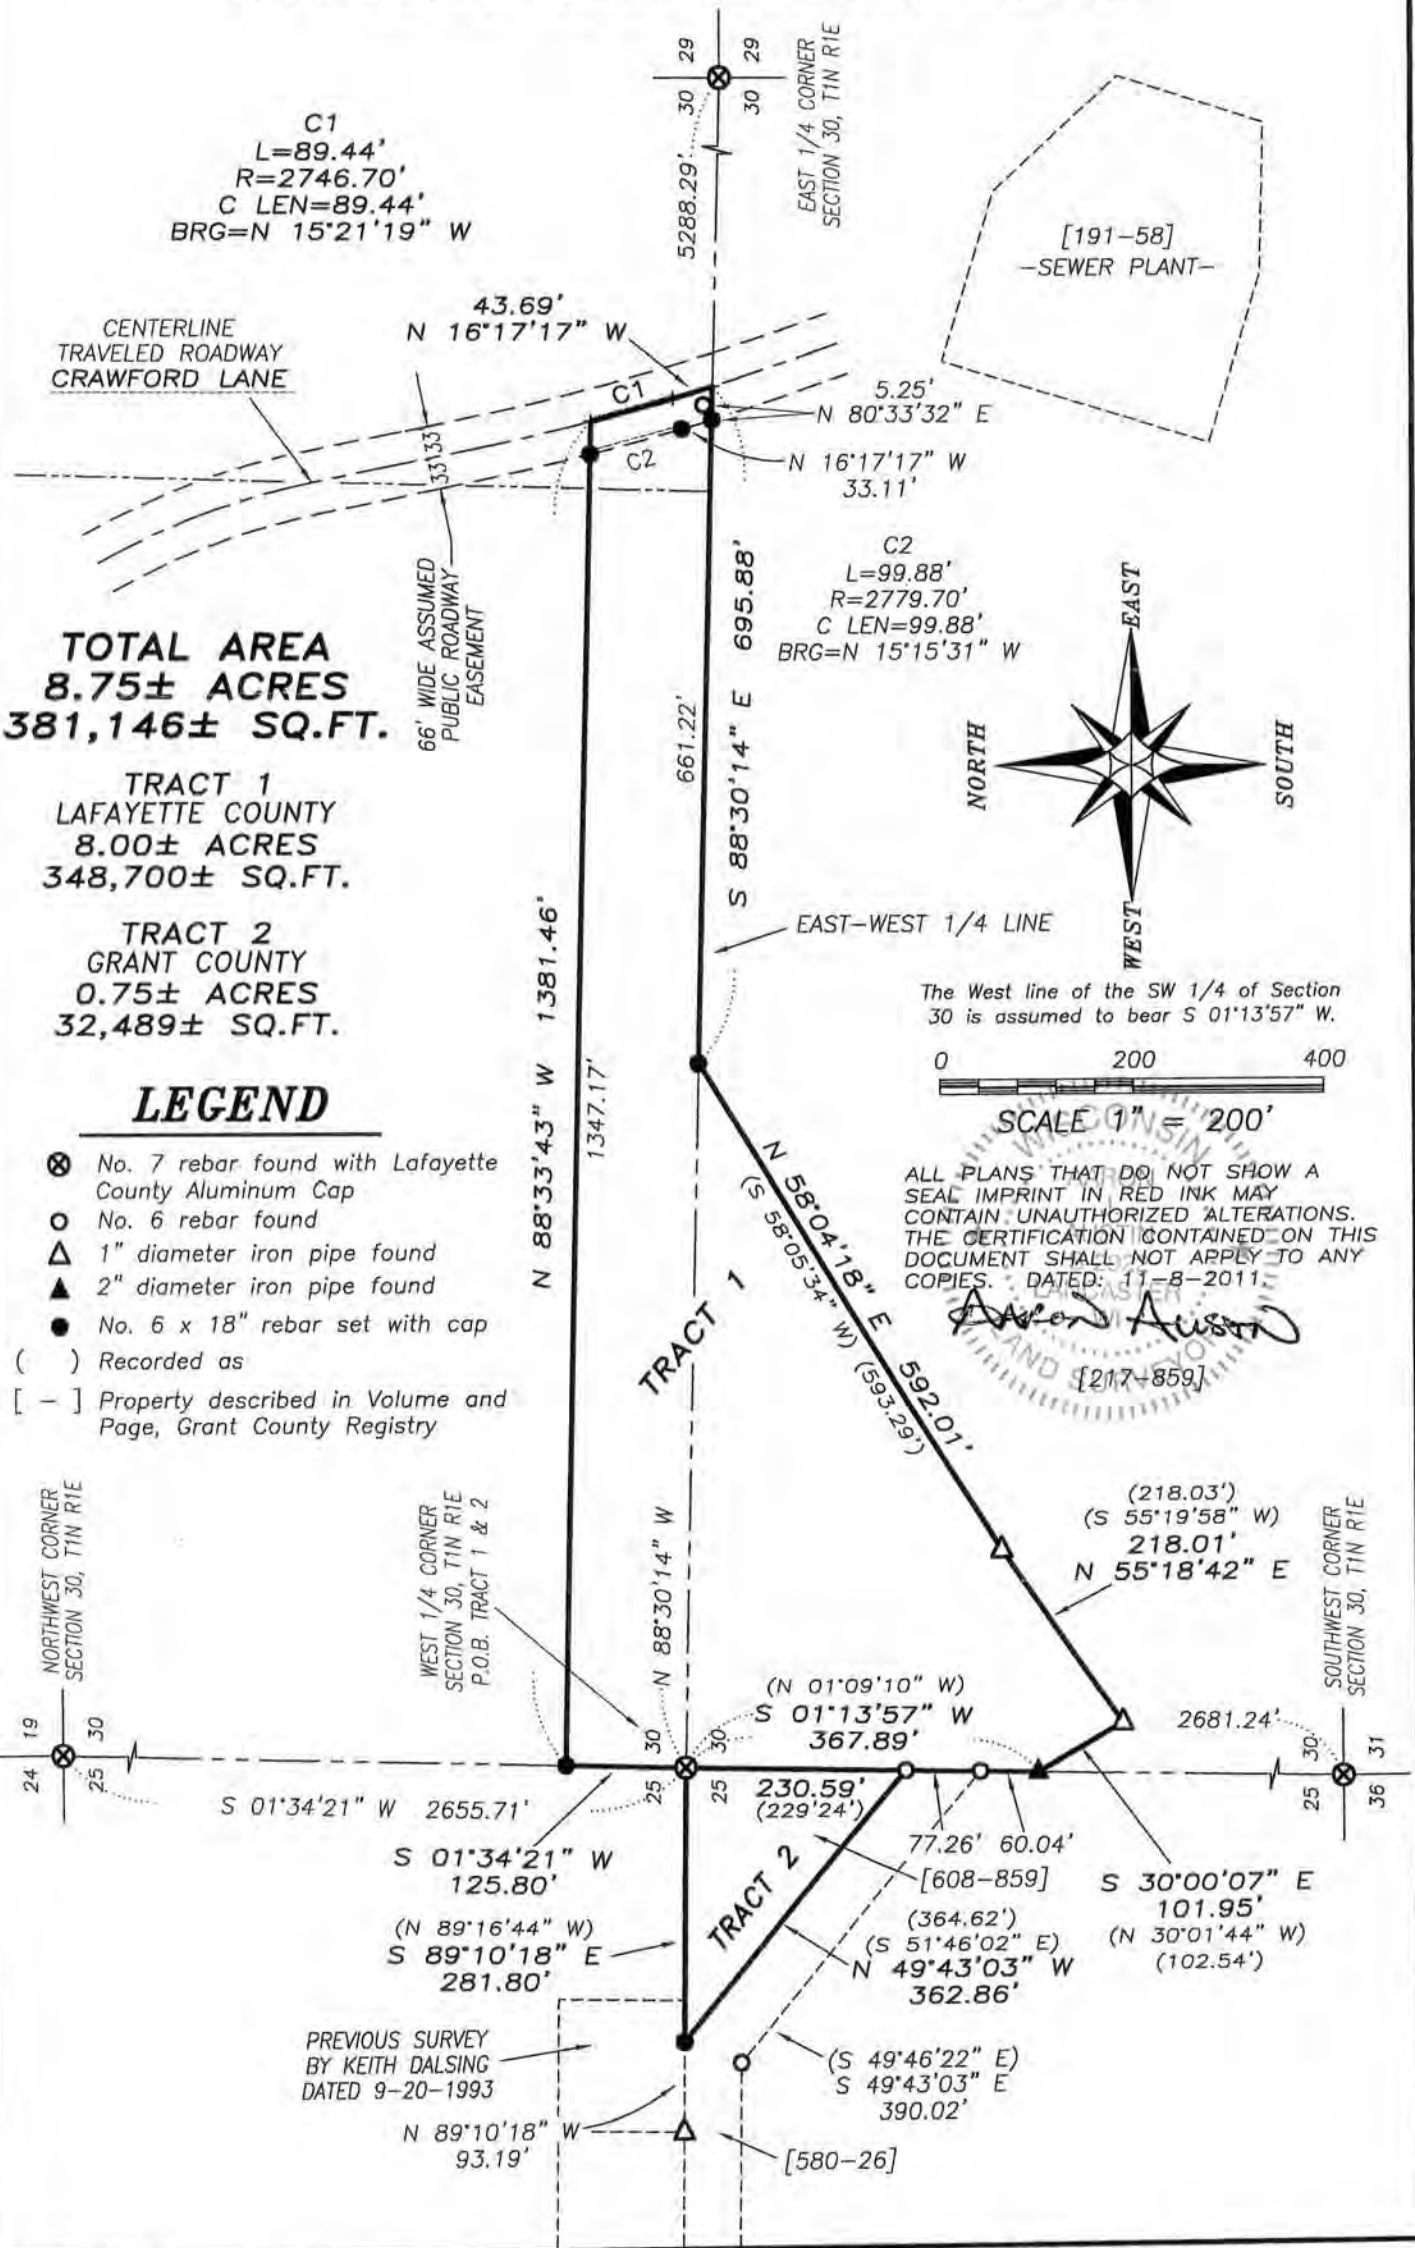 29
29
30
30
EAST 1/4 CORNER
SECTION 30, T1N R1E
5288.29'
C1
L=89.44'
R=2746.70'
C LEN=89.44'
BRG=N 15°21'19" W
[191-58]
-SEWER PLANT-
43.69'
N 16°17'17" W
CENTERLINE
TRAVELED ROADWAY
CRAWFORD LANE
C1
5.25'
N 80°33'32" E
C2
N 16°17'17" W
33.11'
33'
33'
66' WIDE ASSUMED
PUBLIC ROADWAY
EASEMENT
C2
L=99.88'
R=2779.70'
C LEN=99.88'
BRG=N 15°15'31" W
S 88°30'14" E 695.88'
661.22'
TOTAL AREA
8.75± ACRES
381,146± SQ.FT.
TRACT 1
LAFAYETTE COUNTY
8.00± ACRES
348,700± SQ.FT.
TRACT 2
GRANT COUNTY
0.75± ACRES
32,489± SQ.FT.
EAST
NORTH
SOUTH
WEST
EAST-WEST 1/4 LINE
The West line of the SW 1/4 of Section
30 is assumed to bear S 01°13'57" W.
0 200 400
SCALE 1" = 200'
N 88°33'43" W 1381.46'
1347.17'
LEGEND
No. 7 rebar found with Lafayette
County Aluminum Cap
No. 6 rebar found
1" diameter iron pipe found
2" diameter iron pipe found
No. 6 x 18" rebar set with cap
( ) Recorded as
[ - ] Property described in Volume and
Page, Grant County Registry
N 58°04'18" E 592.01'
(S 58°05'34" W) (593.29')
TRACT 1
ALL PLANS THAT DO NOT SHOW A
SEAL IMPRINT IN RED INK MAY
CONTAIN UNAUTHORIZED ALTERATIONS.
THE CERTIFICATION CONTAINED ON THIS
DOCUMENT SHALL NOT APPLY TO ANY
COPIES. DATED: 11-8-2011
WISCONSIN
AUSTIN
LANCASTER
WI
LAND SURVEYOR
Aaron Austin
[217-859]
NORTHWEST CORNER
SECTION 30, T1N R1E
WEST 1/4 CORNER
SECTION 30, T1N R1E
P.O.B. TRACT 1 & 2
N 88°30'14" W
(218.03')
(S 55°19'58" W)
218.01'
N 55°18'42" E
SOUTHWEST CORNER
SECTION 30, T1N R1E
(N 01°09'10" W)
S 01°13'57" W
367.89'
2681.24'
19
30
24
25
30
30
25
25
30
31
25
36
S 01°34'21" W 2655.71'
230.59'
(229'24')
77.26' 60.04'
S 01°34'21" W
125.80'
[608-859]
S 30°00'07" E
101.95'
(N 30°01'44" W)
(102.54')
TRACT 2
(N 89°16'44" W)
S 89°10'18" E
281.80'
(364.62')
(S 51°46'02" E)
N 49°43'03" W
362.86'
PREVIOUS SURVEY
BY KEITH DALSING
DATED 9-20-1993
(S 49°46'22" E)
S 49°43'03" E
390.02'
N 89°10'18" W
93.19'
[580-26]